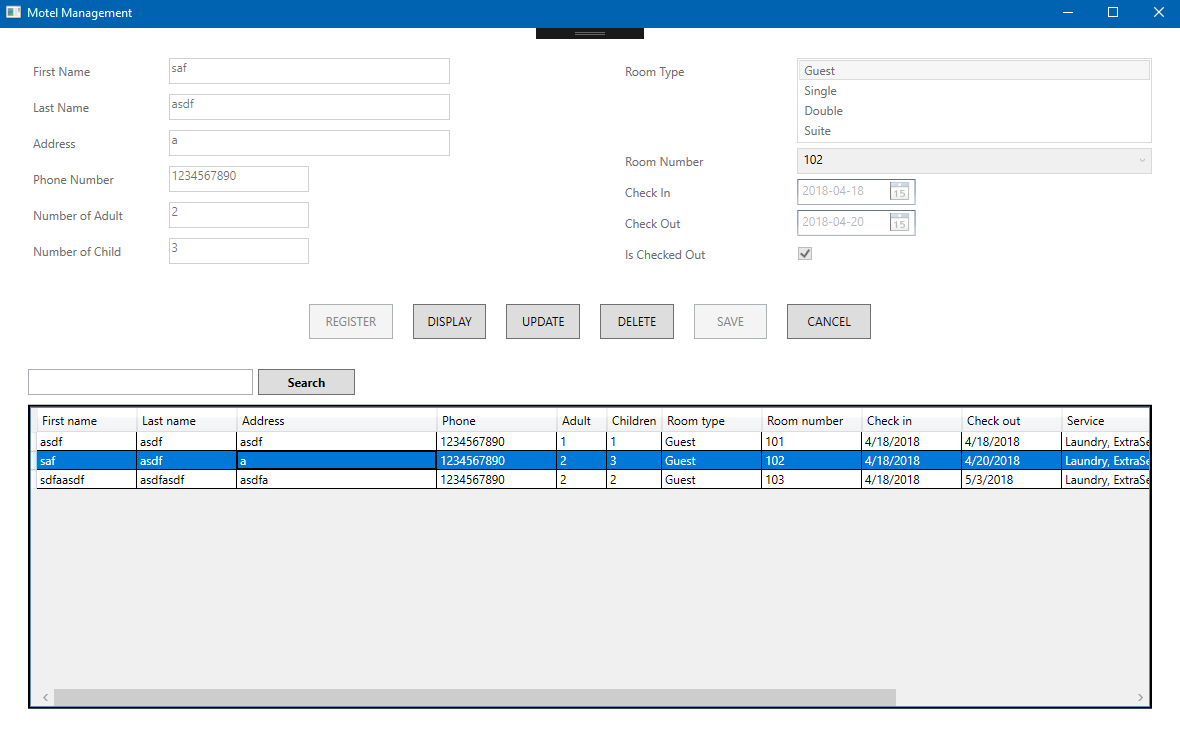 Motel Management
First Name saf
Last Name asdf
Address a
Phone Number 1234567890
Number of Adult 2
Number of Child 3
Room Type Guest
Single
Double
Suite
Room Number 102
Check In 2018-04-18 15
Check Out 2018-04-20 15
Is Checked Out
REGISTER DISPLAY UPDATE DELETE SAVE CANCEL
Search
First name Last name Address Phone Adult Children Room type Room number Check in Check out Service
asdf asdf asdf 1234567890 1 1 Guest 101 4/18/2018 4/18/2018 Laundry, ExtraSe
saf asdf a 1234567890 2 3 Guest 102 4/18/2018 4/20/2018 Laundry, ExtraSe
sdfaasdf asdfasdf asdfa 1234567890 2 2 Guest 103 4/18/2018 5/3/2018 Laundry, ExtraSe